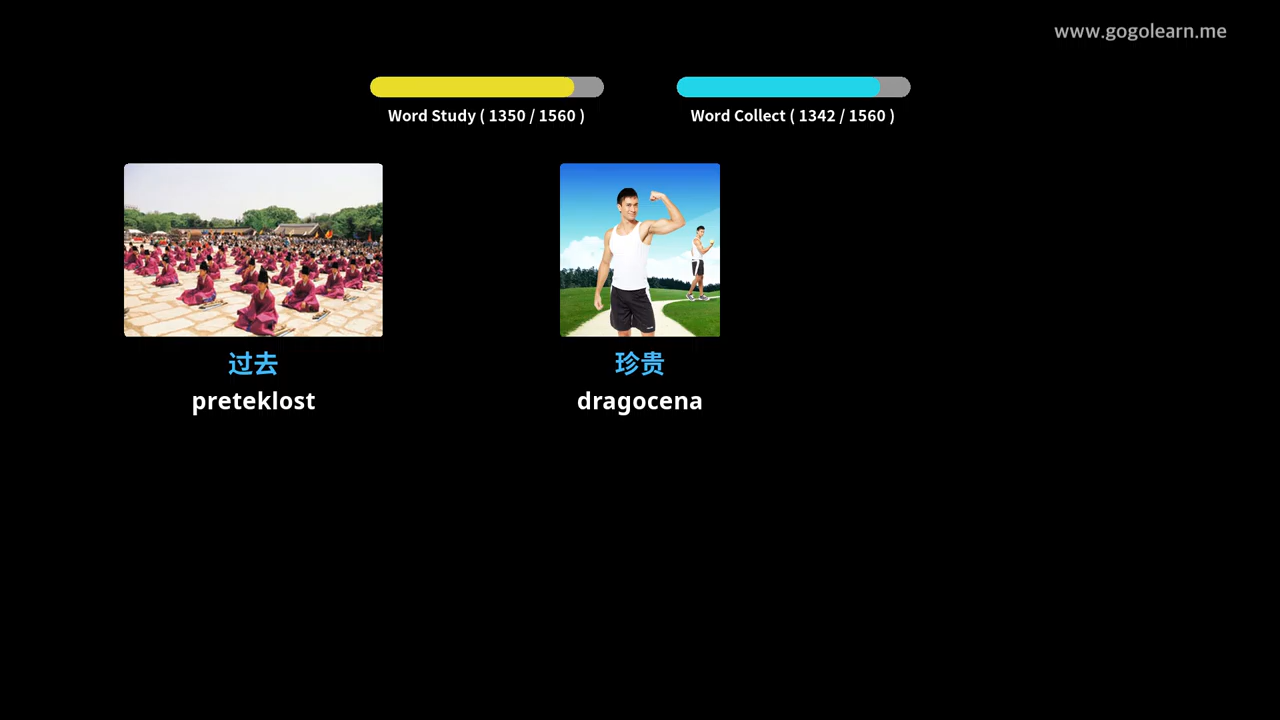 www.gogolearn.me
Word Study ( 1350 / 1560 )
Word Collect ( 1342 / 1560 )
过去
preteklost
珍贵
dragocena